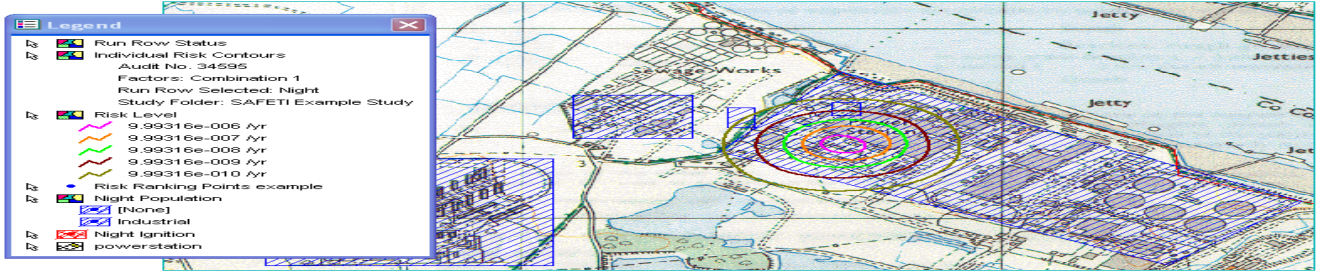 Legend
Run Row Status
Individual Risk Contours
Audit No. 34595
Factors: Combination 1
Run Row Selected: Night
Study Folder: SAFETI Example Study
Risk Level
9.99316e-006 /yr
9.99316e-007 /yr
9.99316e-008 /yr
9.99316e-009 /yr
9.99316e-010 /yr
Risk Ranking Points example
Night Population
[None]
Industrial
Night Ignition
powerstation
Jetty
Jetties
Sewage Works
Jetty
Co
3